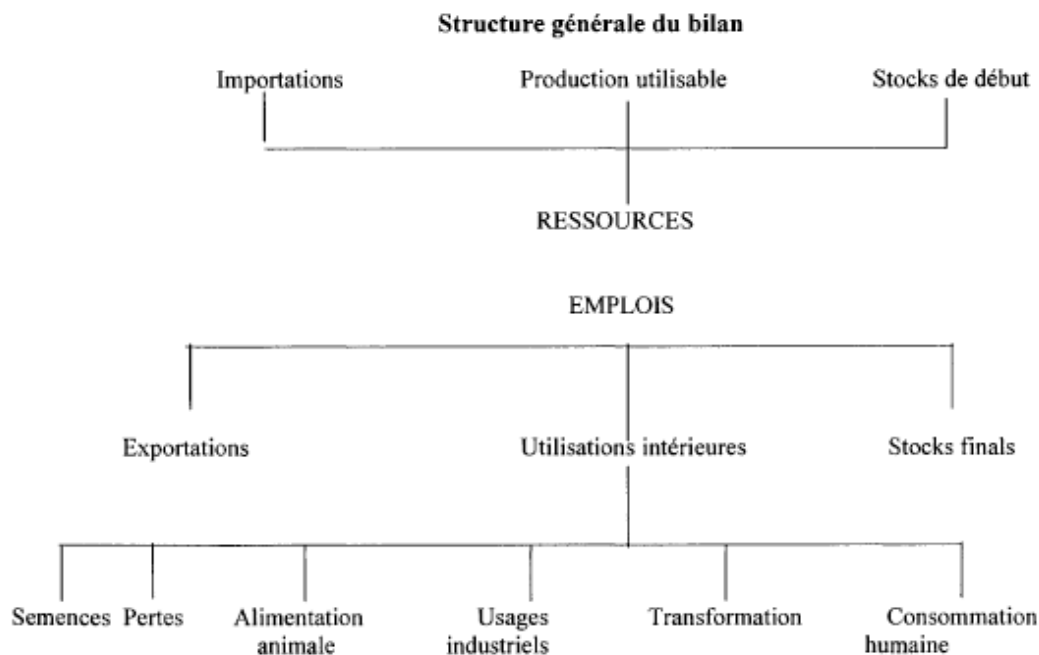 Structure générale du bilan
Importations Production utilisable Stocks de début
RESSOURCES
EMPLOIS
Exportations Utilisations intérieures Stocks finals
Semences Pertes Alimentation Usages Transformation Consommation
animale industriels humaine